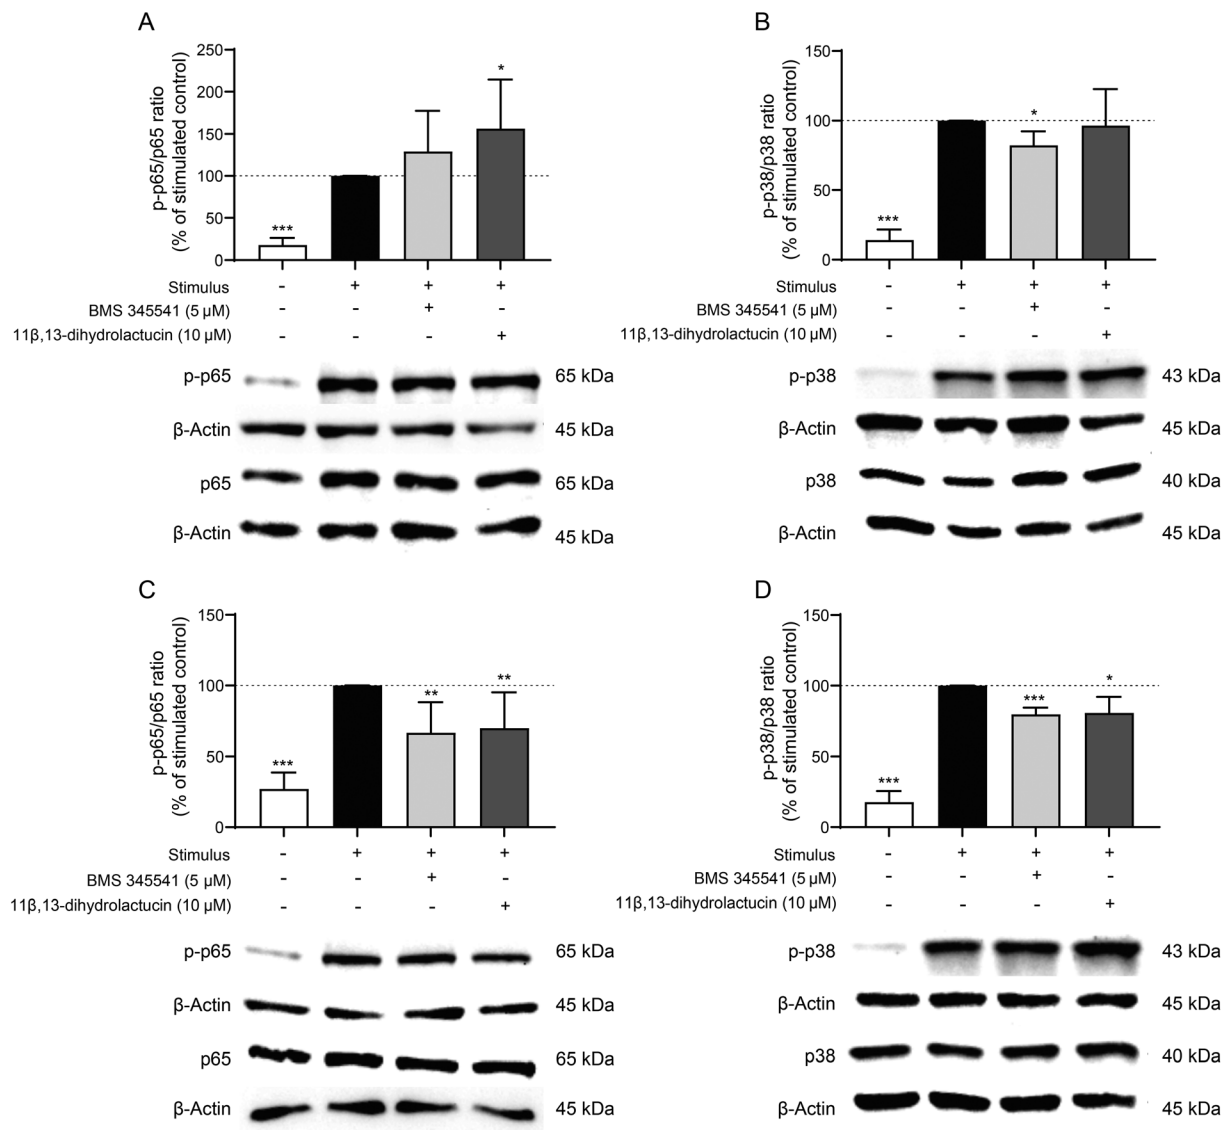 A
p-p65/p65 ratio
(% of stimulated control)
250
200
150
100
50
0
***
*
Stimulus - + + +
BMS 345541 (5 µM) - - + -
11β,13-dihydrolactucin (10 µM) - - - +
p-p65 65 kDa
β-Actin 45 kDa
p65 65 kDa
β-Actin 45 kDa
B
p-p38/p38 ratio
(% of stimulated control)
150
100
50
0
***
*
Stimulus - + + +
BMS 345541 (5 µM) - - + -
11β,13-dihydrolactucin (10 µM) - - - +
p-p38 43 kDa
β-Actin 45 kDa
p38 40 kDa
β-Actin 45 kDa
C
p-p65/p65 ratio
(% of stimulated control)
150
100
50
0
***
**
**
Stimulus - + + +
BMS 345541 (5 µM) - - + -
11β,13-dihydrolactucin (10 µM) - - - +
p-p65 65 kDa
β-Actin 45 kDa
p65 65 kDa
β-Actin 45 kDa
D
p-p38/p38 ratio
(% of stimulated control)
150
100
50
0
***
***
*
Stimulus - + + +
BMS 345541 (5 µM) - - + -
11β,13-dihydrolactucin (10 µM) - - - +
p-p38 43 kDa
β-Actin 45 kDa
p38 40 kDa
β-Actin 45 kDa